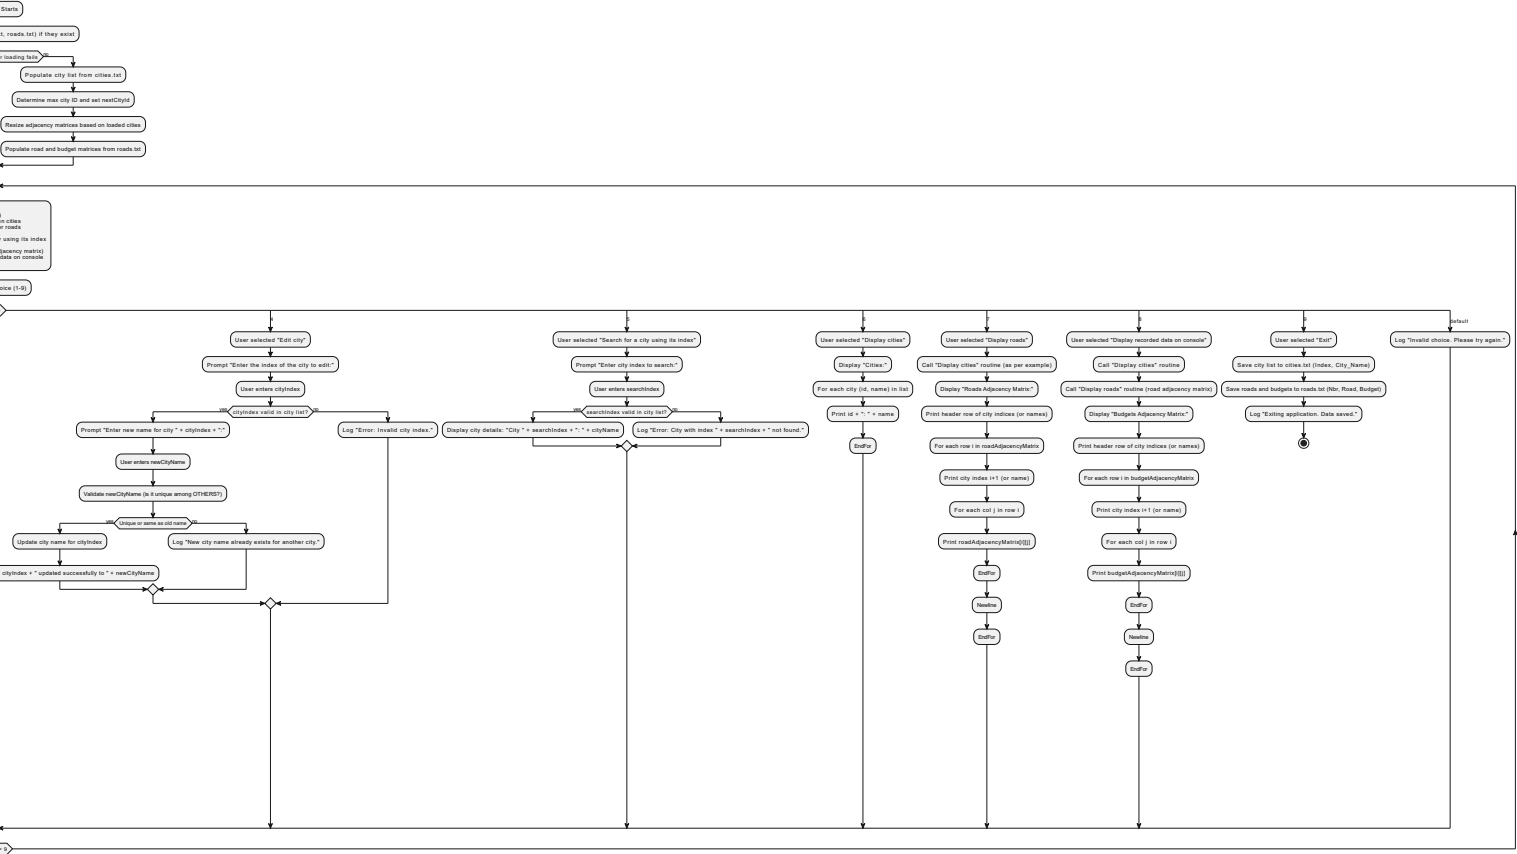 Starts
t, roads.txt) if they exist
r loading fails
no
Populate city list from cities.txt
Determine max city ID and set nextCityId
Resize adjacency matrices based on loaded cities
Populate road and budget matrices from roads.txt
)
n cities
r roads
r using its index
jacency matrix)
data on console
oice (1-9)
4
5
6
7
8
9
default
User selected "Edit city"
User selected "Search for a city using its index"
User selected "Display cities"
User selected "Display roads"
User selected "Display recorded data on console"
User selected "Exit"
Log "Invalid choice. Please try again."
Prompt "Enter the index of the city to edit:"
Prompt "Enter city index to search:"
Display "Cities:"
Call "Display cities" routine (as per example)
Call "Display cities" routine
Save city list to cities.txt (Index, City_Name)
User enters cityIndex
User enters searchIndex
For each city (id, name) in list
Display "Roads Adjacency Matrix:"
Call "Display roads" routine (road adjacency matrix)
Save roads and budgets to roads.txt (Nbr, Road, Budget)
yes
cityIndex valid in city list?
no
yes
searchIndex valid in city list?
no
Print id + ": " + name
Print header row of city indices (or names)
Display "Budgets Adjacency Matrix:"
Log "Exiting application. Data saved."
Prompt "Enter new name for city " + cityIndex + ":"
Log "Error: Invalid city index."
Display city details: "City " + searchIndex + ": " + cityName
Log "Error: City with index " + searchIndex + " not found."
EndFor
For each row i in roadAdjacencyMatrix
Print header row of city indices (or names)
User enters newCityName
Print city index i+1 (or name)
For each row i in budgetAdjacencyMatrix
Validate newCityName (is it unique among OTHERS?)
For each col j in row i
Print city index i+1 (or name)
yes
Unique or same as old name
no
Update city name for cityIndex
Log "New city name already exists for another city."
Print roadAdjacencyMatrix[i][j]
For each col j in row i
cityIndex + " updated successfully to " + newCityName
EndFor
Print budgetAdjacencyMatrix[i][j]
Newline
EndFor
EndFor
Newline
EndFor
9